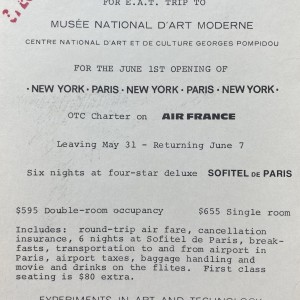 FOR E.A.T. TRIP TO
MUSÉE NATIONAL D'ART MODERNE
CENTRE NATIONAL D'ART ET DE CULTURE GEORGES POMPIDOU
FOR THE JUNE 1ST OPENING OF
· NEW YORK · PARIS · NEW YORK · PARIS · NEW YORK ·
OTC Charter on AIR FRANCE
Leaving May 31 - Returning June 7
Six nights at four-star deluxe SOFITEL DE PARIS
$595 Double-room occupancy $655 Single room
Includes: round-trip air fare, cancellation
insurance, 6 nights at Sofitel de Paris, break-
fasts, transportation to and from airport in
Paris, airport taxes, baggage handling and
movie and drinks on the flites. First class
seating is $80 extra.
EXPERIMENTS IN ART AND TECHNOLOGY